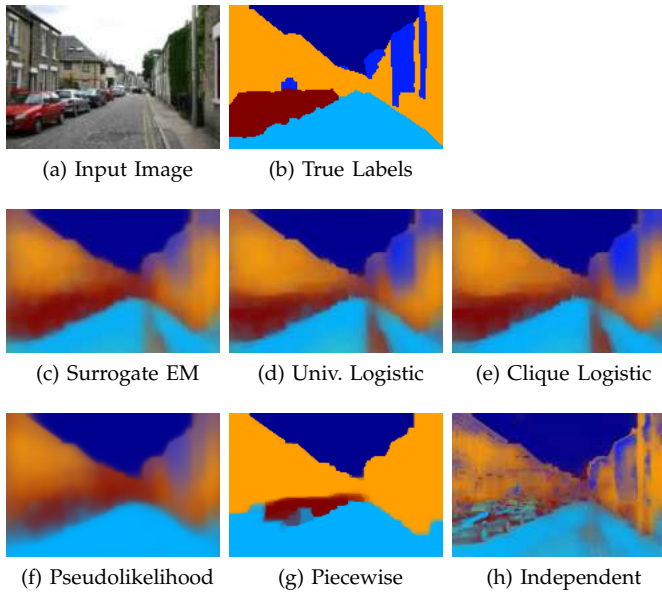 (a) Input Image
(b) True Labels
(c) Surrogate EM
(d) Univ. Logistic
(e) Clique Logistic
(f) Pseudolikelihood
(g) Piecewise
(h) Independent